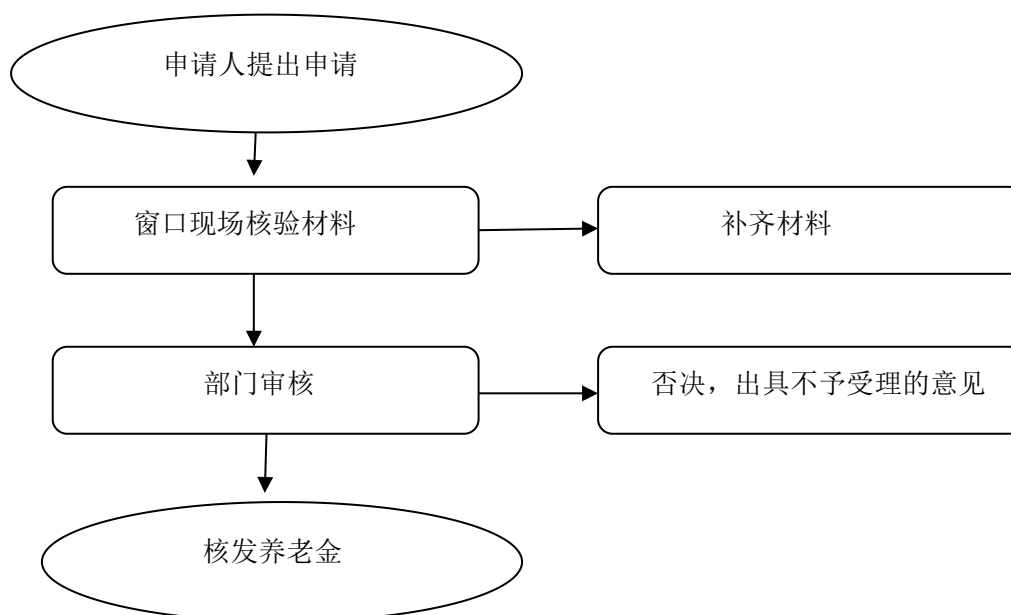 申请人提出申请
窗口现场核验材料
补齐材料
部门审核
否决，出具不予受理的意见
核发养老金